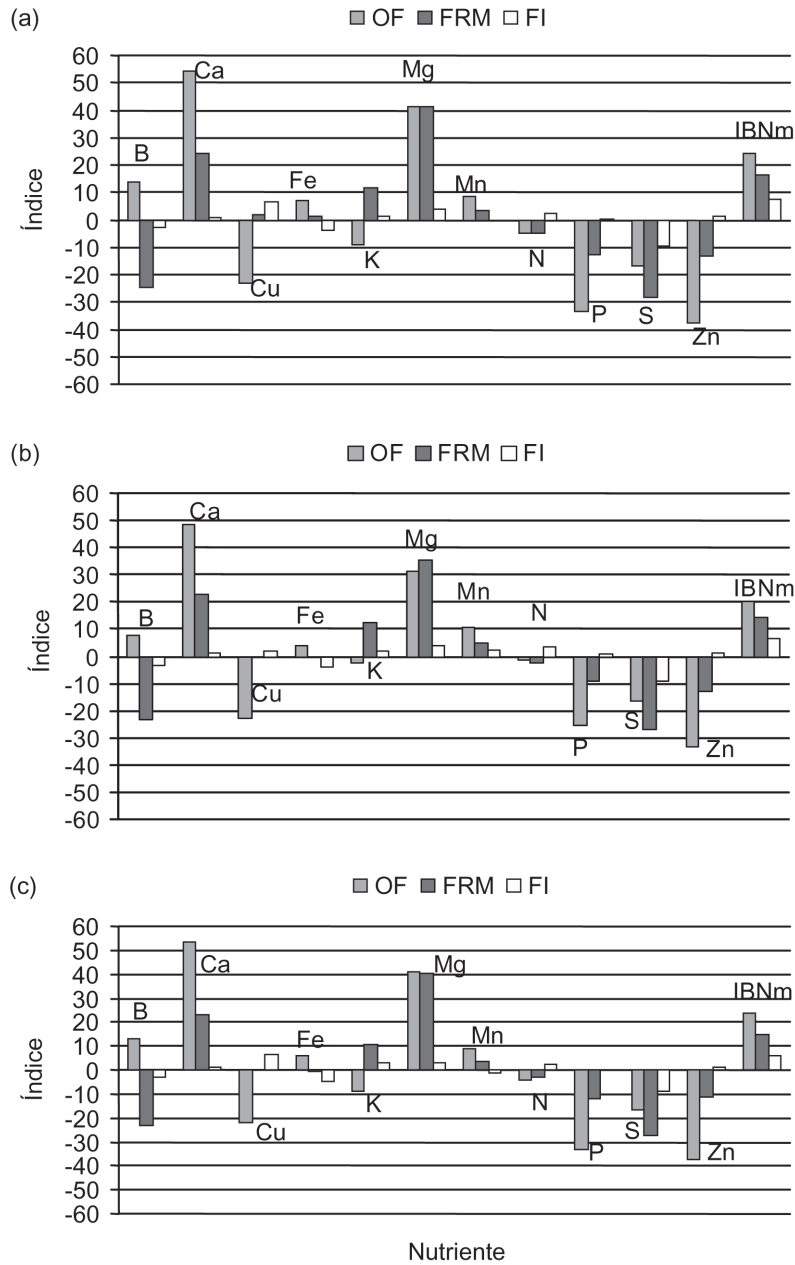 (a)
OF FRM FI
60
50
40
30
20
10
0
-10
-20
-30
-40
-50
-60
Índice
B
Ca
Cu
Fe
K
Mg
Mn
N
P
S
Zn
IBNm
(b)
OF FRM FI
60
50
40
30
20
10
0
-10
-20
-30
-40
-50
-60
Índice
B
Ca
Cu
Fe
K
Mg
Mn
N
P
S
Zn
IBNm
(c)
OF FRM FI
60
50
40
30
20
10
0
-10
-20
-30
-40
-50
-60
Índice
B
Ca
Cu
Fe
K
Mg
Mn
N
P
S
Zn
IBNm
Nutriente